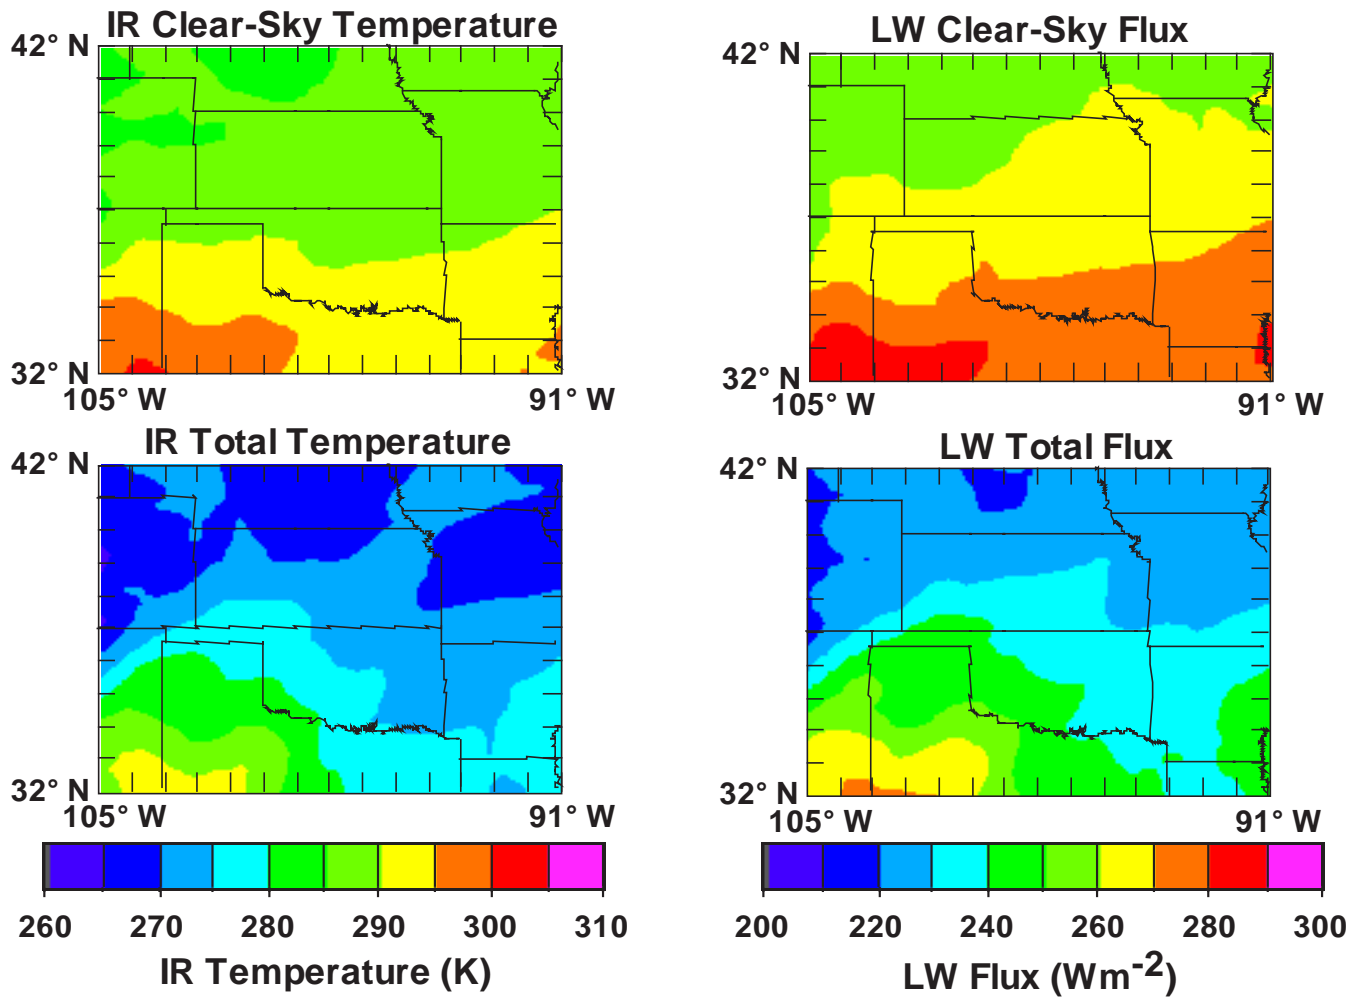 IR Clear-Sky Temperature
42° N
32° N
105° W 91° W
LW Clear-Sky Flux
42° N
32° N
105° W 91° W
IR Total Temperature
42° N
32° N
105° W 91° W
LW Total Flux
42° N
32° N
105° W 91° W
260 270 280 290 300 310
IR Temperature (K)
200 220 240 260 280 300
LW Flux (Wm-2)